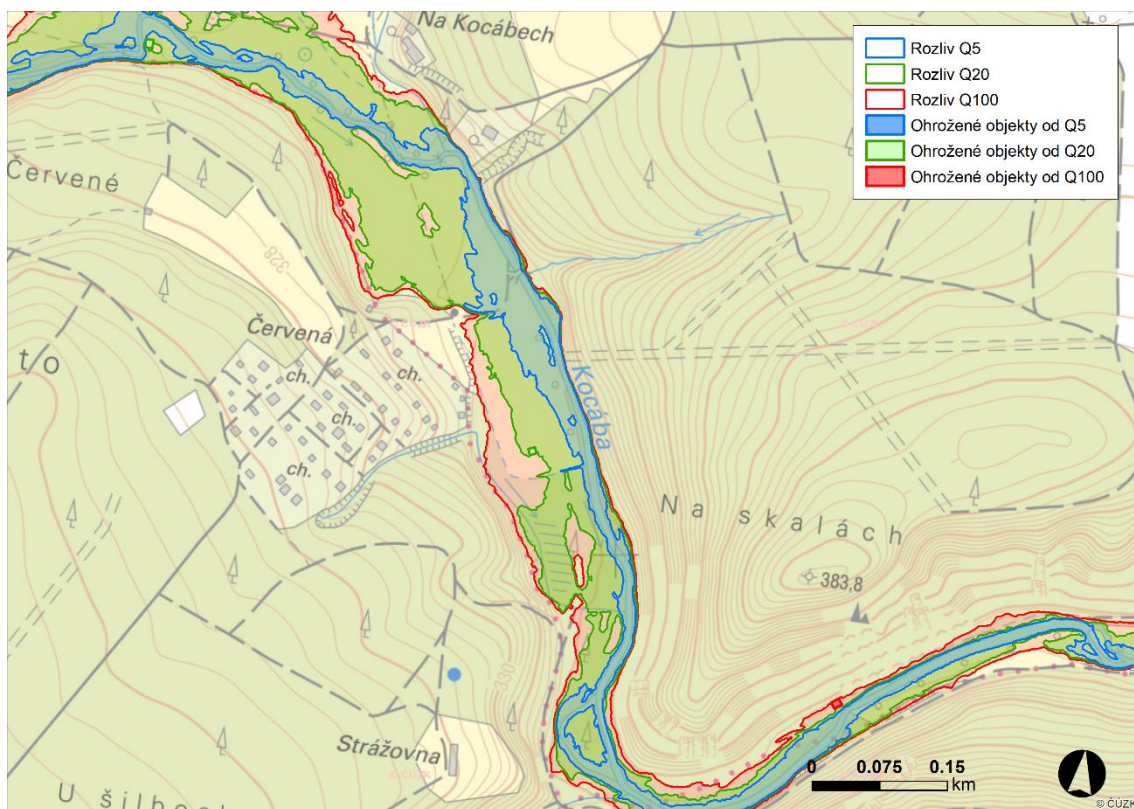 Na Kocábech
Rozliv Q5
Rozliv Q20
Rozliv Q100
Ohrožené objekty od Q5
Ohrožené objekty od Q20
Ohrožené objekty od Q100
Červené
328
Červená
to
ch.
ch.
ch.
ch.
Kocába
Na skalách
383,8
330
Strážovna
0 0.075 0.15
km